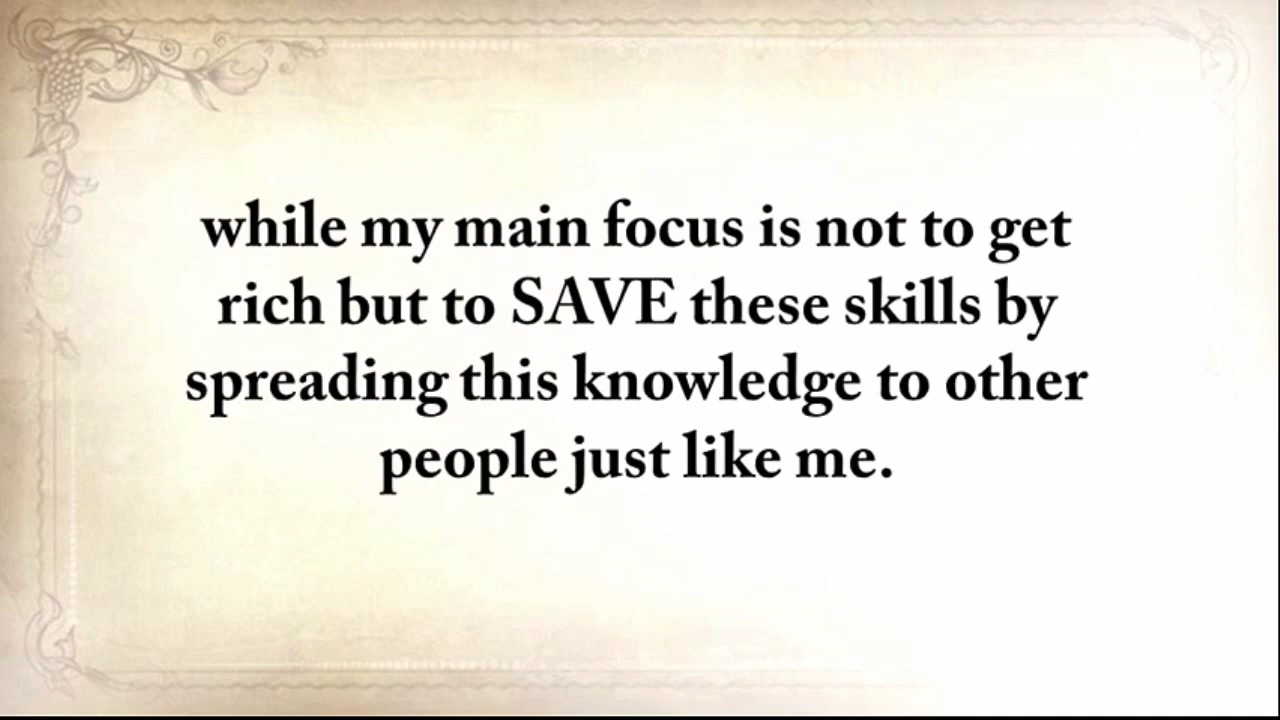 while my main focus is not to get
rich but to SAVE these skills by
spreading this knowledge to other
people just like me.